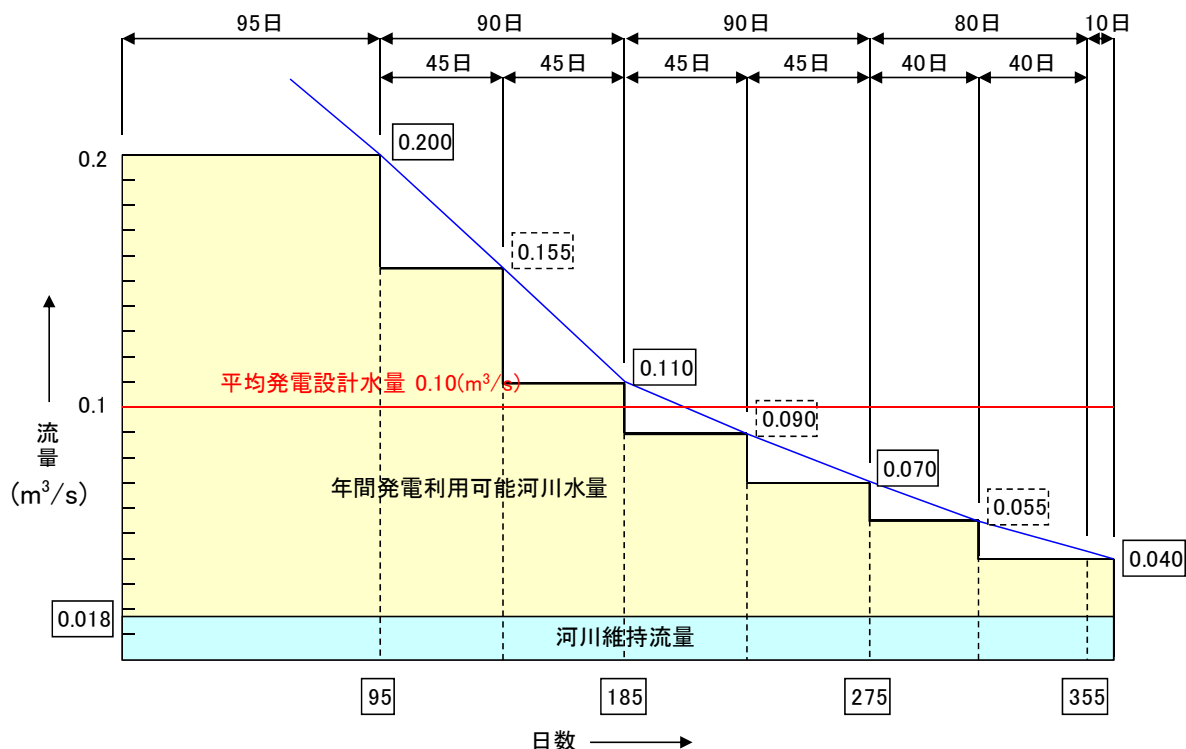 95日
90日
90日
80日
10日
45日
45日
45日
45日
40日
40日
0.200
0.2
0.155
0.110
平均発電設計水量 0.10(m³/s)
0.1
0.090
流量
(m³/s)
0.070
年間発電利用可能河川水量
0.055
0.040
0.018
河川維持流量
95
185
275
355
日数